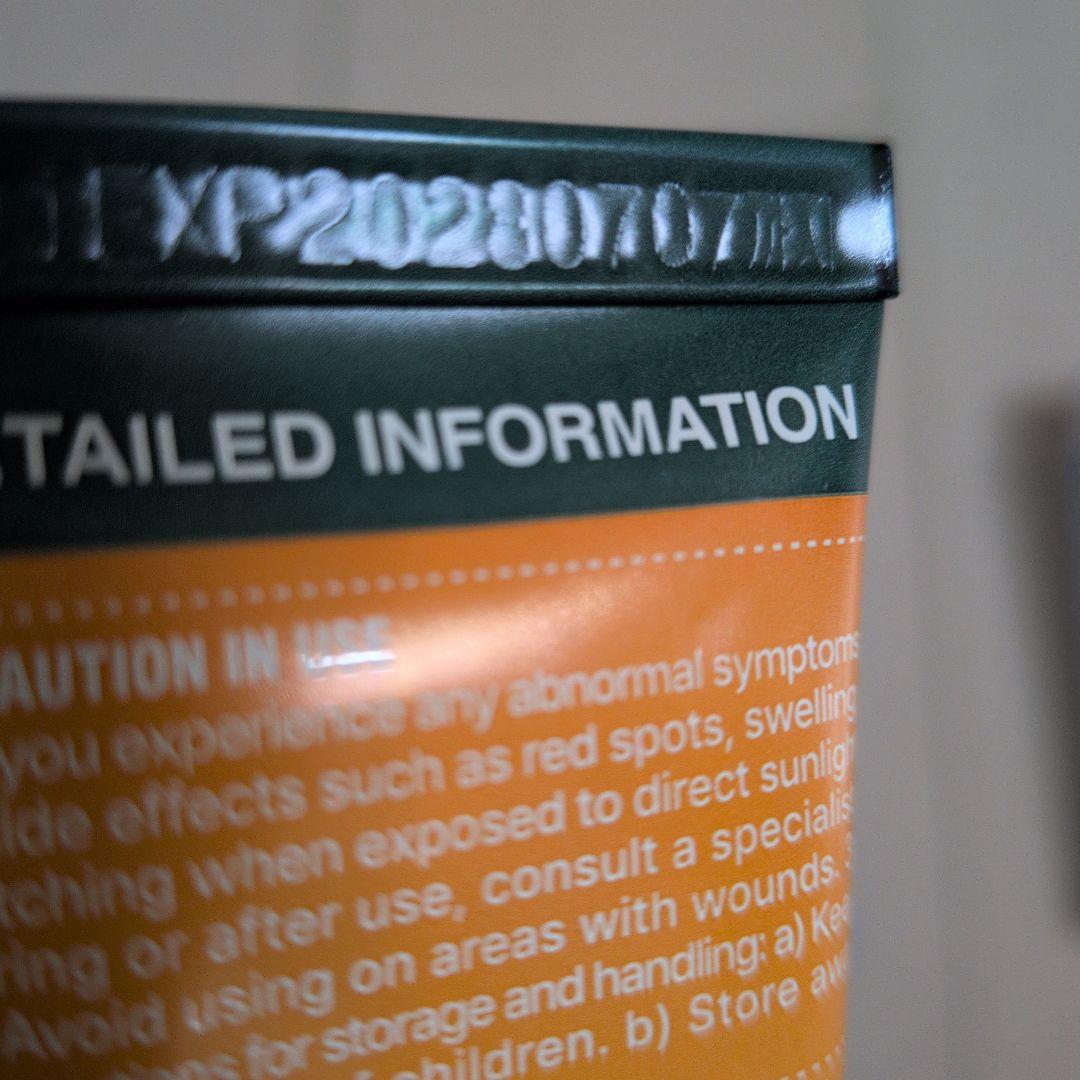 EXP20280707
TAILED INFORMATION
AUTION IN USE
you experience any abnormal symptoms
ide effects such as red spots, swelling
tching when exposed to direct sunligh
ring or after use, consult a specialis
Avoid using on areas with wounds.
ions for storage and handling: a) Kee
children. b) Store aw